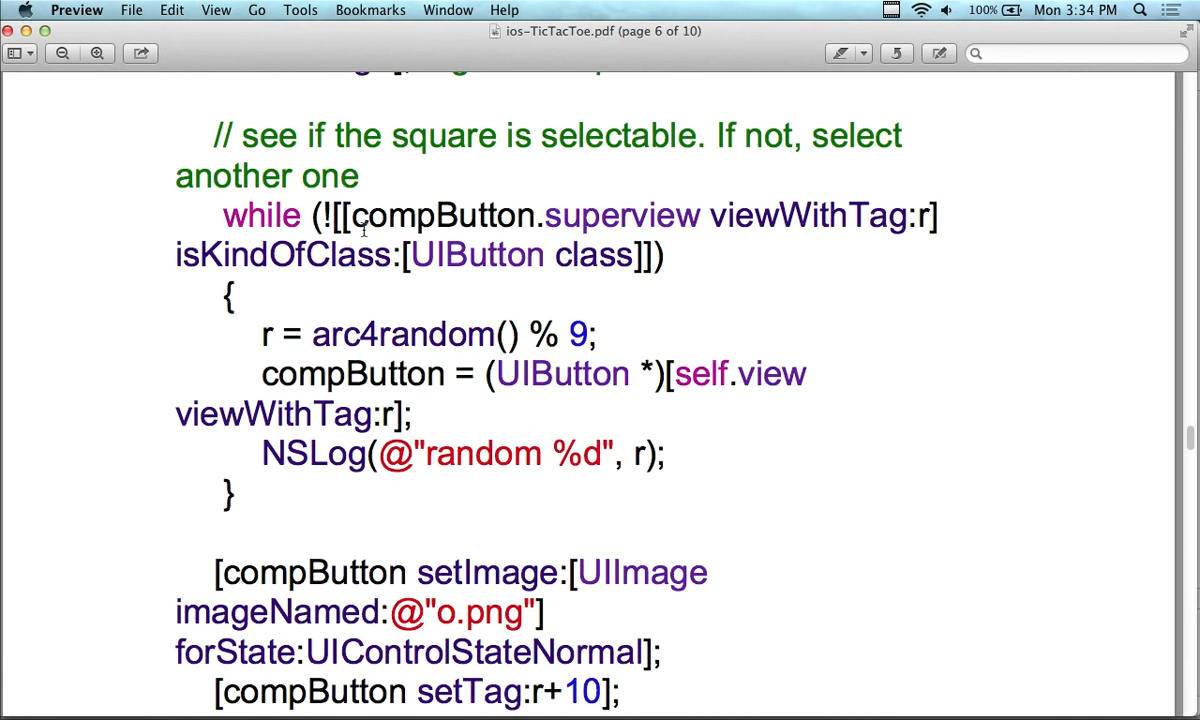 Preview File Edit View Go Tools Bookmarks Window Help 100% Mon 3:34 PM
ios-TicTacToe.pdf (page 6 of 10)
// see if the square is selectable. If not, select
another one
while (![[compButton.superview viewWithTag:r]
isKindOfClass:[UIButton class]])
{
r = arc4random() % 9;
compButton = (UIButton *)[self.view
viewWithTag:r];
NSLog(@"random %d", r);
}
[compButton setImage:[UIImage
imageNamed:@"o.png"]
forState:UIControlStateNormal];
[compButton setTag:r+10];